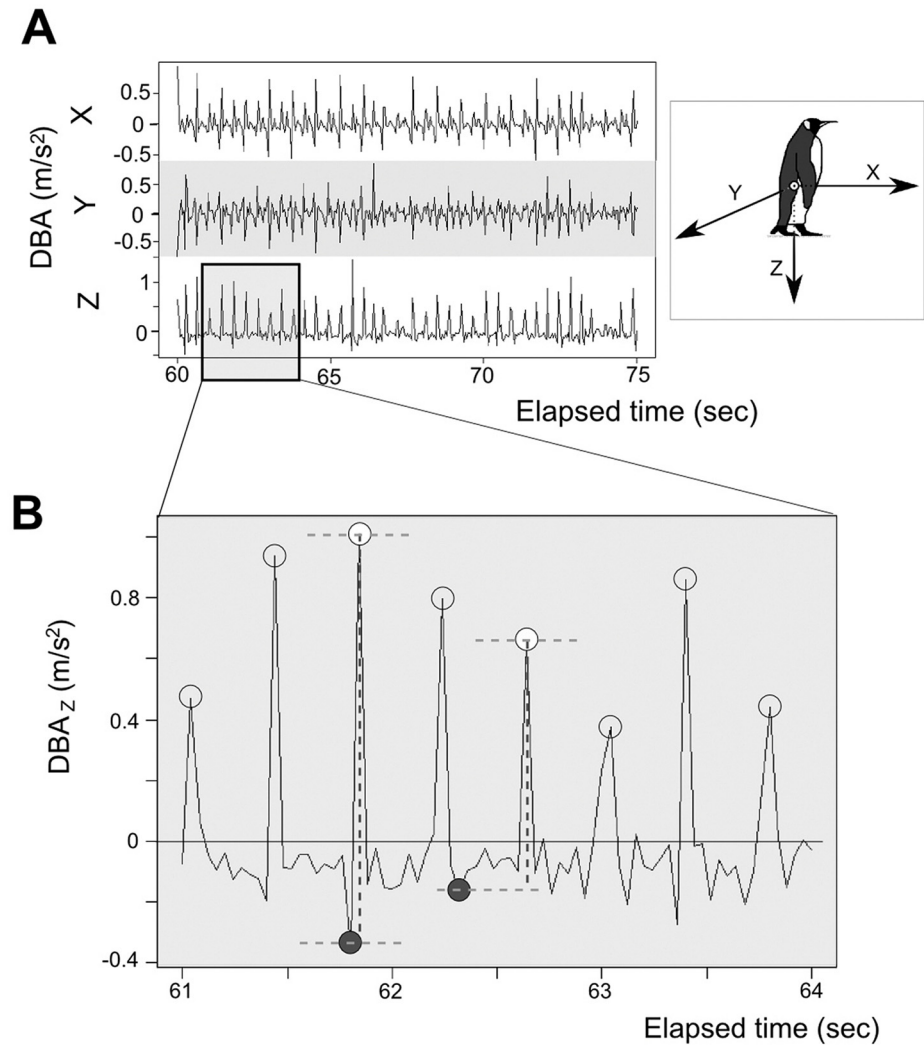 A
DBA (m/s²)
X
0.5
0
-0.5
Y
0.5
0
-0.5
Z
1
0
60 65 70 75
Elapsed time (sec)
X
Y
Z
B
DBA_Z (m/s²)
0.8
0.4
0
-0.4
61 62 63 64
Elapsed time (sec)